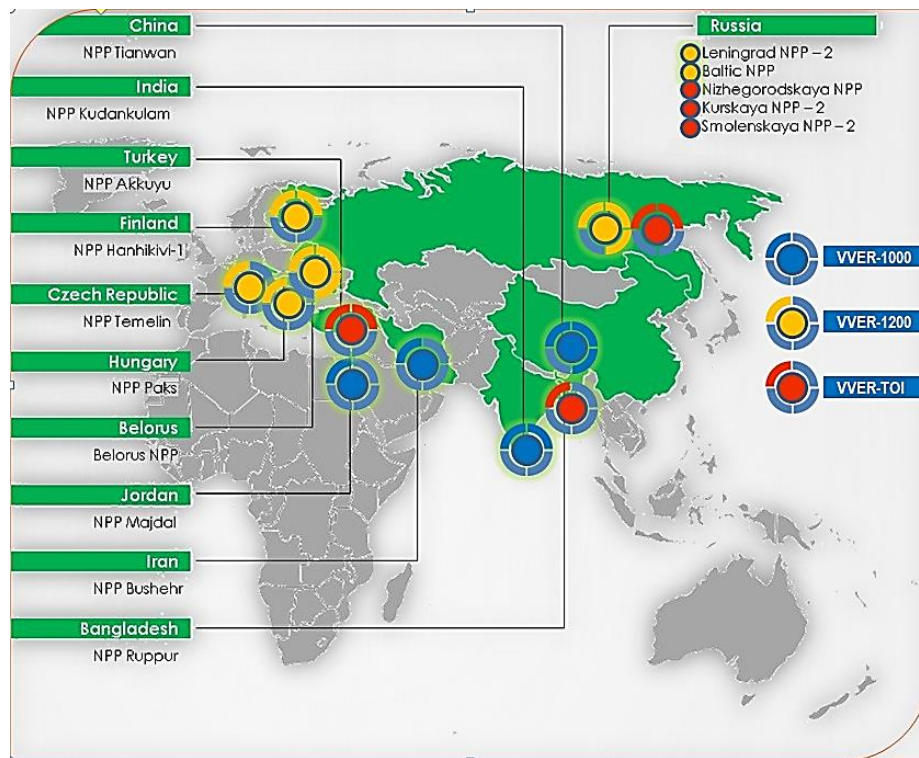 China
NPP Tianwan
India
NPP Kudankulam
Turkey
NPP Akkuyu
Finland
NPP Hanhikivi-1
Czech Republic
NPP Temelin
Hungary
NPP Paks
Belorus
Belorus NPP
Jordan
NPP Majdal
Iran
NPP Bushehr
Bangladesh
NPP Ruppur
Russia
Leningrad NPP – 2
Baltic NPP
Nizhegorodskaya NPP
Kurskaya NPP – 2
Smolenskaya NPP – 2
VVER-1000
VVER-1200
VVER-TOI